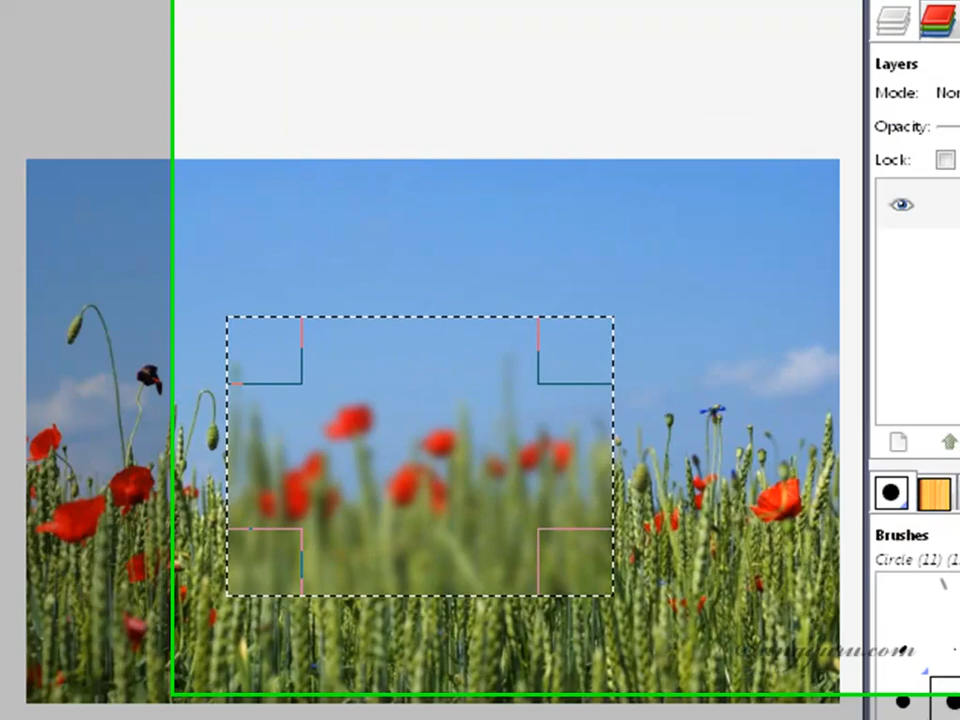 Layers
Mode: Nor
Opacity:
Lock:
Brushes
Circle (11) (1